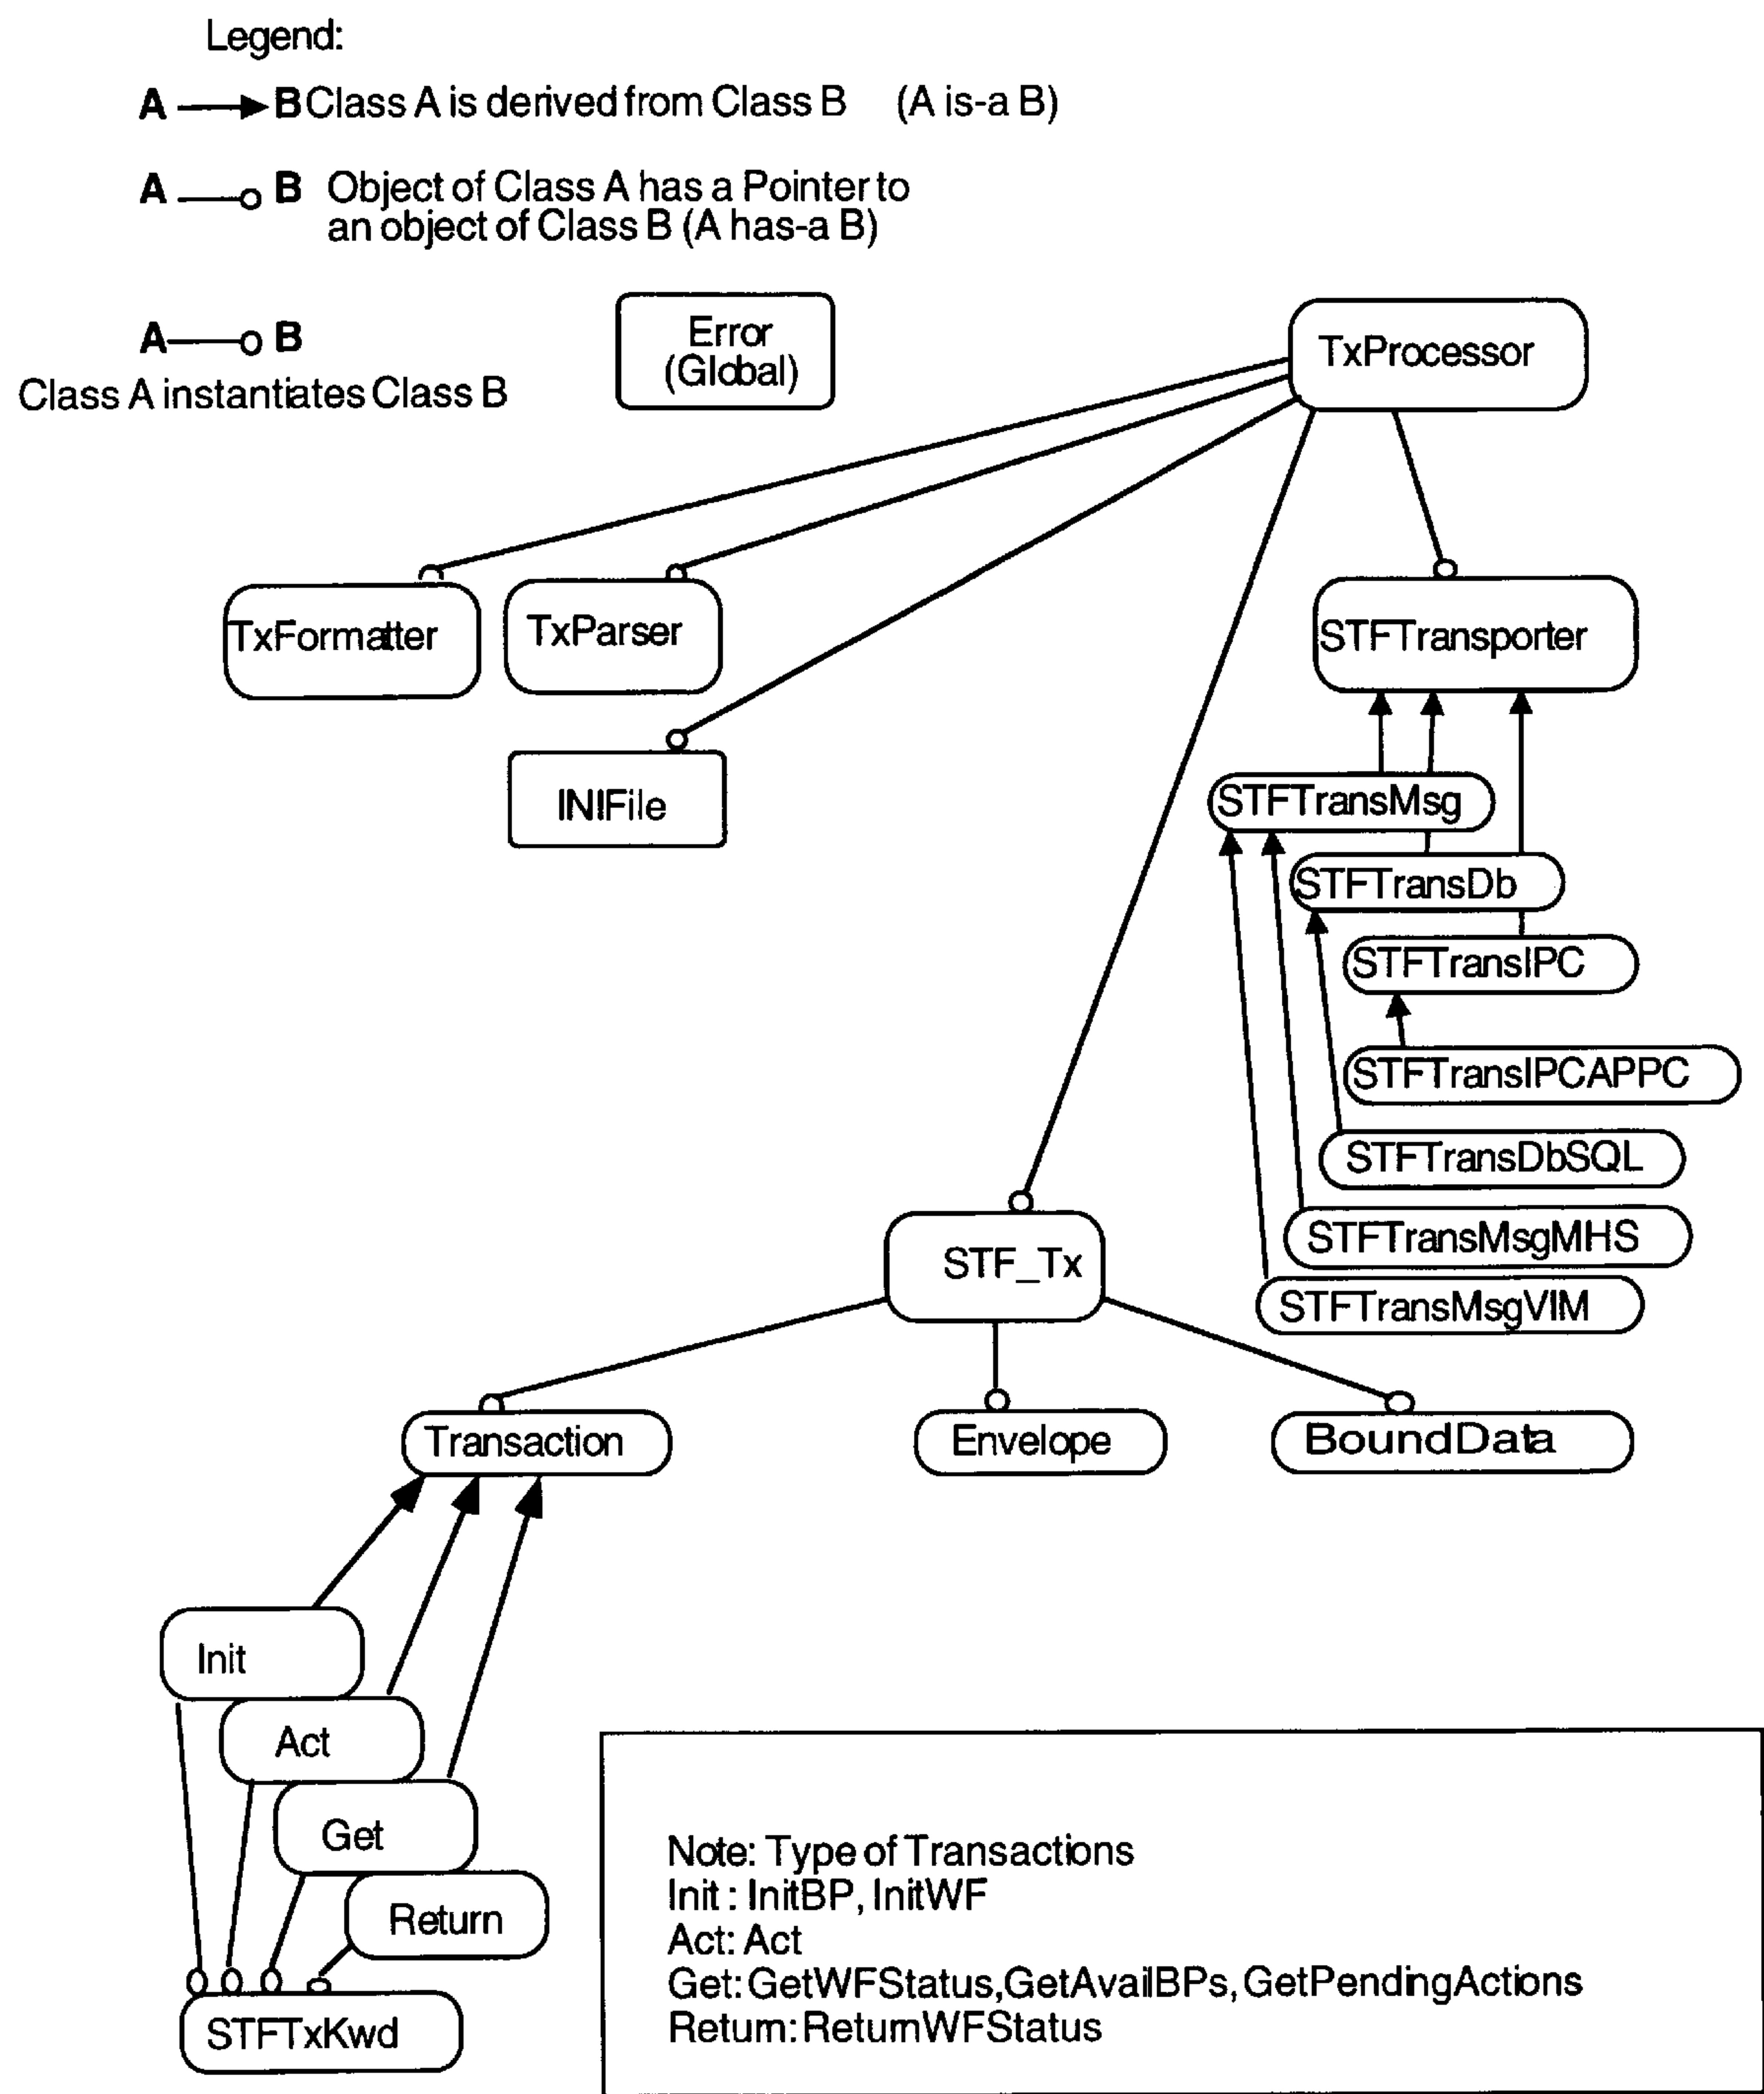 Legend:
A B Class A is derived from Class B (A is-a B)
A B Object of Class A has a Pointer to
an object of Class B (A has-a B)
A B
Class A instantiates Class B
Error
(Global)
TxProcessor
TxFormatter
TxParser
STFTransporter
INIFile
STFTransMsg
STFTransDb
STFTransIPC
STFTransIPCAPPC
STFTransDbSQL
STFTransMsgMHS
STFTransMsgVIM
STF_Tx
Transaction
Envelope
BoundData
Init
Act
Get
Return
STFTxKwd
Note: Type of Transactions
Init : InitBP, InitWF
Act: Act
Get: GetWFStatus,GetAvailBPs, GetPendingActions
Return: ReturnWFStatus